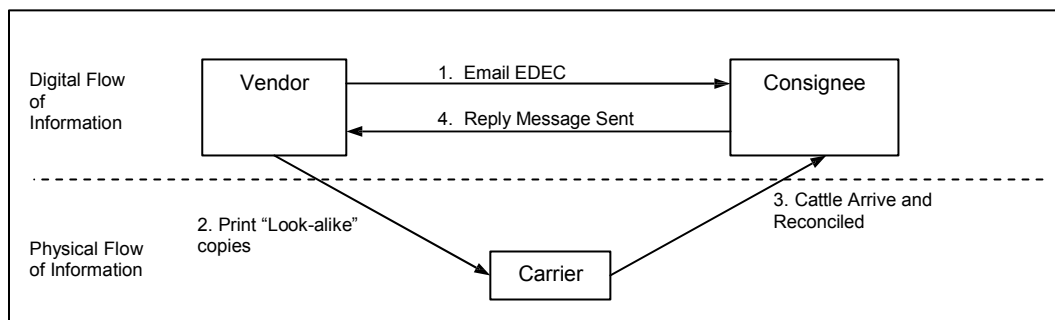 Digital Flow
of
Information
Vendor
1. Email EDEC
Consignee
4. Reply Message Sent
2. Print “Look-alike”
copies
3. Cattle Arrive and
Reconciled
Physical Flow
of Information
Carrier